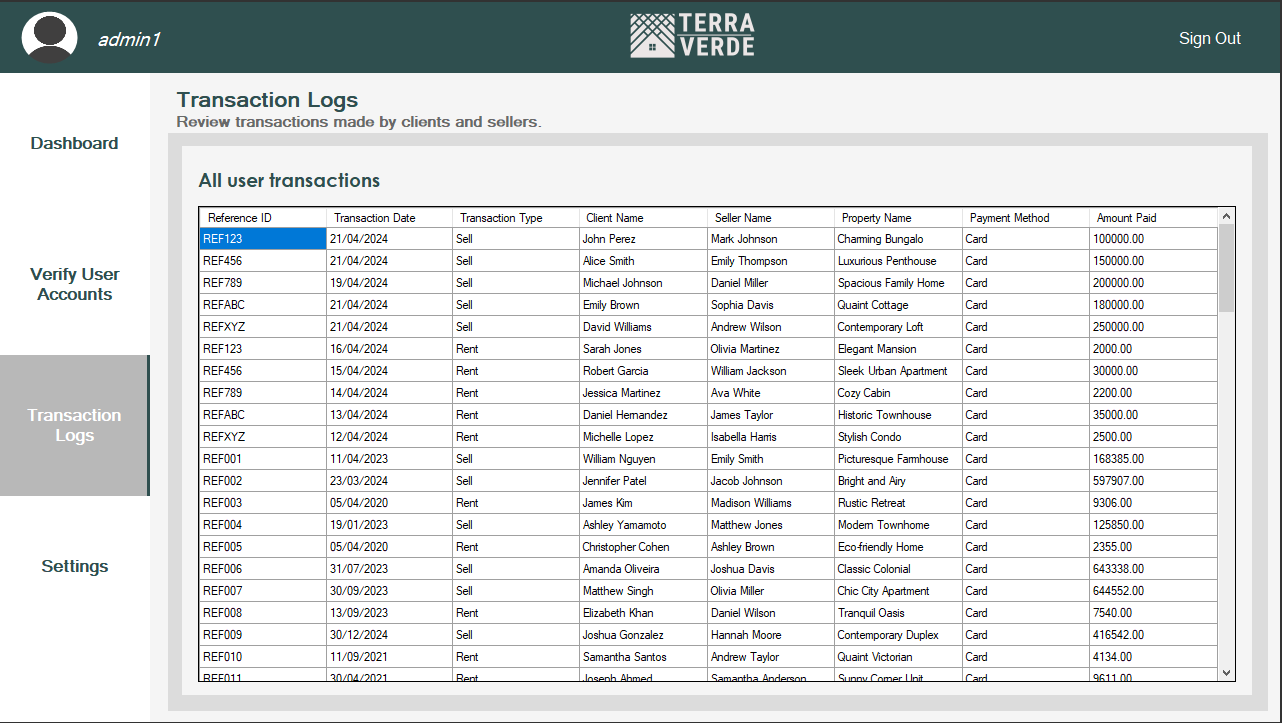 admin1
TERRA
VERDE
Sign Out
Dashboard
Verify User
Accounts
Transaction
Logs
Settings
Transaction Logs
Review transactions made by clients and sellers.
All user transactions
Reference ID Transaction Date Transaction Type Client Name Seller Name Property Name Payment Method Amount Paid
REF123 21/04/2024 Sell John Perez Mark Johnson Charming Bungalo Card 100000.00
REF456 21/04/2024 Sell Alice Smith Emily Thompson Luxurious Penthouse Card 150000.00
REF789 19/04/2024 Sell Michael Johnson Daniel Miller Spacious Family Home Card 200000.00
REFABC 21/04/2024 Sell Emily Brown Sophia Davis Quaint Cottage Card 180000.00
REFXYZ 21/04/2024 Sell David Williams Andrew Wilson Contemporary Loft Card 250000.00
REF123 16/04/2024 Rent Sarah Jones Olivia Martinez Elegant Mansion Card 2000.00
REF456 15/04/2024 Rent Robert Garcia William Jackson Sleek Urban Apartment Card 30000.00
REF789 14/04/2024 Rent Jessica Martinez Ava White Cozy Cabin Card 2200.00
REFABC 13/04/2024 Rent Daniel Hernandez James Taylor Historic Townhouse Card 35000.00
REFXYZ 12/04/2024 Rent Michelle Lopez Isabella Harris Stylish Condo Card 2500.00
REF001 11/04/2023 Sell William Nguyen Emily Smith Picturesque Farmhouse Card 168385.00
REF002 23/03/2024 Sell Jennifer Patel Jacob Johnson Bright and Airy Card 597907.00
REF003 05/04/2020 Rent James Kim Madison Williams Rustic Retreat Card 9306.00
REF004 19/01/2023 Sell Ashley Yamamoto Matthew Jones Modern Townhome Card 125850.00
REF005 05/04/2020 Rent Christopher Cohen Ashley Brown Eco-friendly Home Card 2355.00
REF006 31/07/2023 Sell Amanda Oliveira Joshua Davis Classic Colonial Card 643338.00
REF007 30/09/2023 Sell Matthew Singh Olivia Miller Chic City Apartment Card 644552.00
REF008 13/09/2023 Rent Elizabeth Khan Daniel Wilson Tranquil Oasis Card 7540.00
REF009 30/12/2024 Sell Joshua Gonzalez Hannah Moore Contemporary Duplex Card 416542.00
REF010 11/09/2021 Rent Samantha Santos Andrew Taylor Quaint Victorian Card 4134.00
REF011 30/04/2021 Rent Joseph Ahmed Samantha Anderson Sunny Corner Unit Card 9611.00